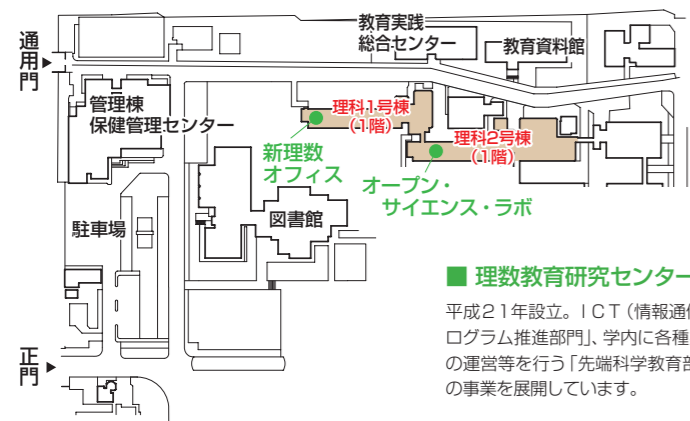 教育実践
総合センター
教育資料館
通用門
管理棟
保健管理センター
理科1号棟
(1階)
理科2号棟
(1階)
新理数
オフィス
オープン・
サイエンス・ラボ
図書館
駐車場
正門
■ 理数教育研究センター
平成21年設立。ICT(情報通信
ログラム推進部門」、学内に各種
の運営等を行う「先端科学教育部
の事業を展開しています。